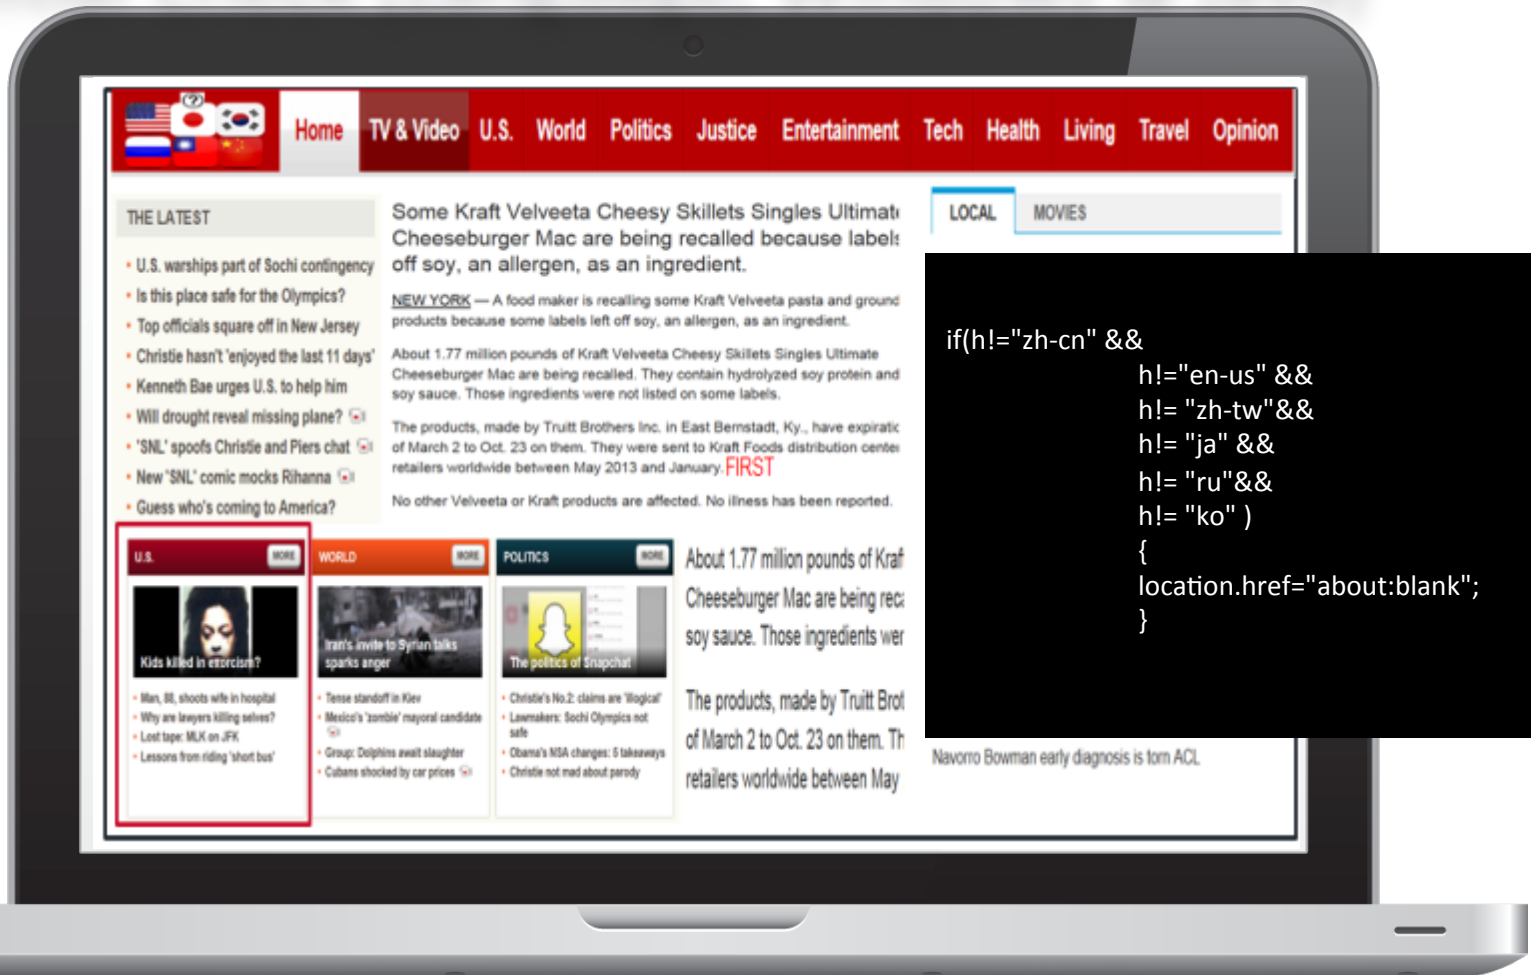 (?)
Home TV & Video U.S. World Politics Justice Entertainment Tech Health Living Travel Opinion
THE LATEST
• U.S. warships part of Sochi contingency
• Is this place safe for the Olympics?
• Top officials square off in New Jersey
• Christie hasn't 'enjoyed the last 11 days'
• Kenneth Bae urges U.S. to help him
• Will drought reveal missing plane?
• 'SNL' spoofs Christie and Piers chat
• New 'SNL' comic mocks Rihanna
• Guess who's coming to America?
Some Kraft Velveeta Cheesy Skillets Singles Ultimate
Cheeseburger Mac are being recalled because labels
off soy, an allergen, as an ingredient.
NEW YORK — A food maker is recalling some Kraft Velveeta pasta and ground
products because some labels left off soy, an allergen, as an ingredient.
About 1.77 million pounds of Kraft Velveeta Cheesy Skillets Singles Ultimate
Cheeseburger Mac are being recalled. They contain hydrolyzed soy protein and
soy sauce. Those ingredients were not listed on some labels.
The products, made by Truitt Brothers Inc. in East Bernstadt, Ky., have expiratic
of March 2 to Oct. 23 on them. They were sent to Kraft Foods distribution center
retailers worldwide between May 2013 and January. FIRST
No other Velveeta or Kraft products are affected. No illness has been reported.
LOCAL MOVIES
if(h!="zh-cn" &&
h!="en-us" &&
h!= "zh-tw"&&
h!= "ja" &&
h!= "ru"&&
h!= "ko" )
{
location.href="about:blank";
}
U.S. MORE
Kids killed in exorcism?
• Man, 88, shoots wife in hospital
• Why are lawyers killing selves?
• Lost tape: MLK on JFK
• Lessons from riding 'short bus'
WORLD MORE
Iran's invite to Syrian talks
sparks anger
• Tense standoff in Kiev
• Mexico's 'zombie' mayoral candidate
• Group: Dolphins await slaughter
• Cubans shocked by car prices
POLITICS MORE
The politics of Snapchat
• Christie's No.2: claims are 'illogical'
• Lawmakers: Sochi Olympics not
safe
• Obama's NSA changes: 5 takeaways
• Christie not mad about parody
About 1.77 million pounds of Kraf
Cheeseburger Mac are being reca
soy sauce. Those ingredients wer
The products, made by Truitt Brot
of March 2 to Oct. 23 on them. Th
retailers worldwide between May
Navorro Bowman early diagnosis is torn ACL